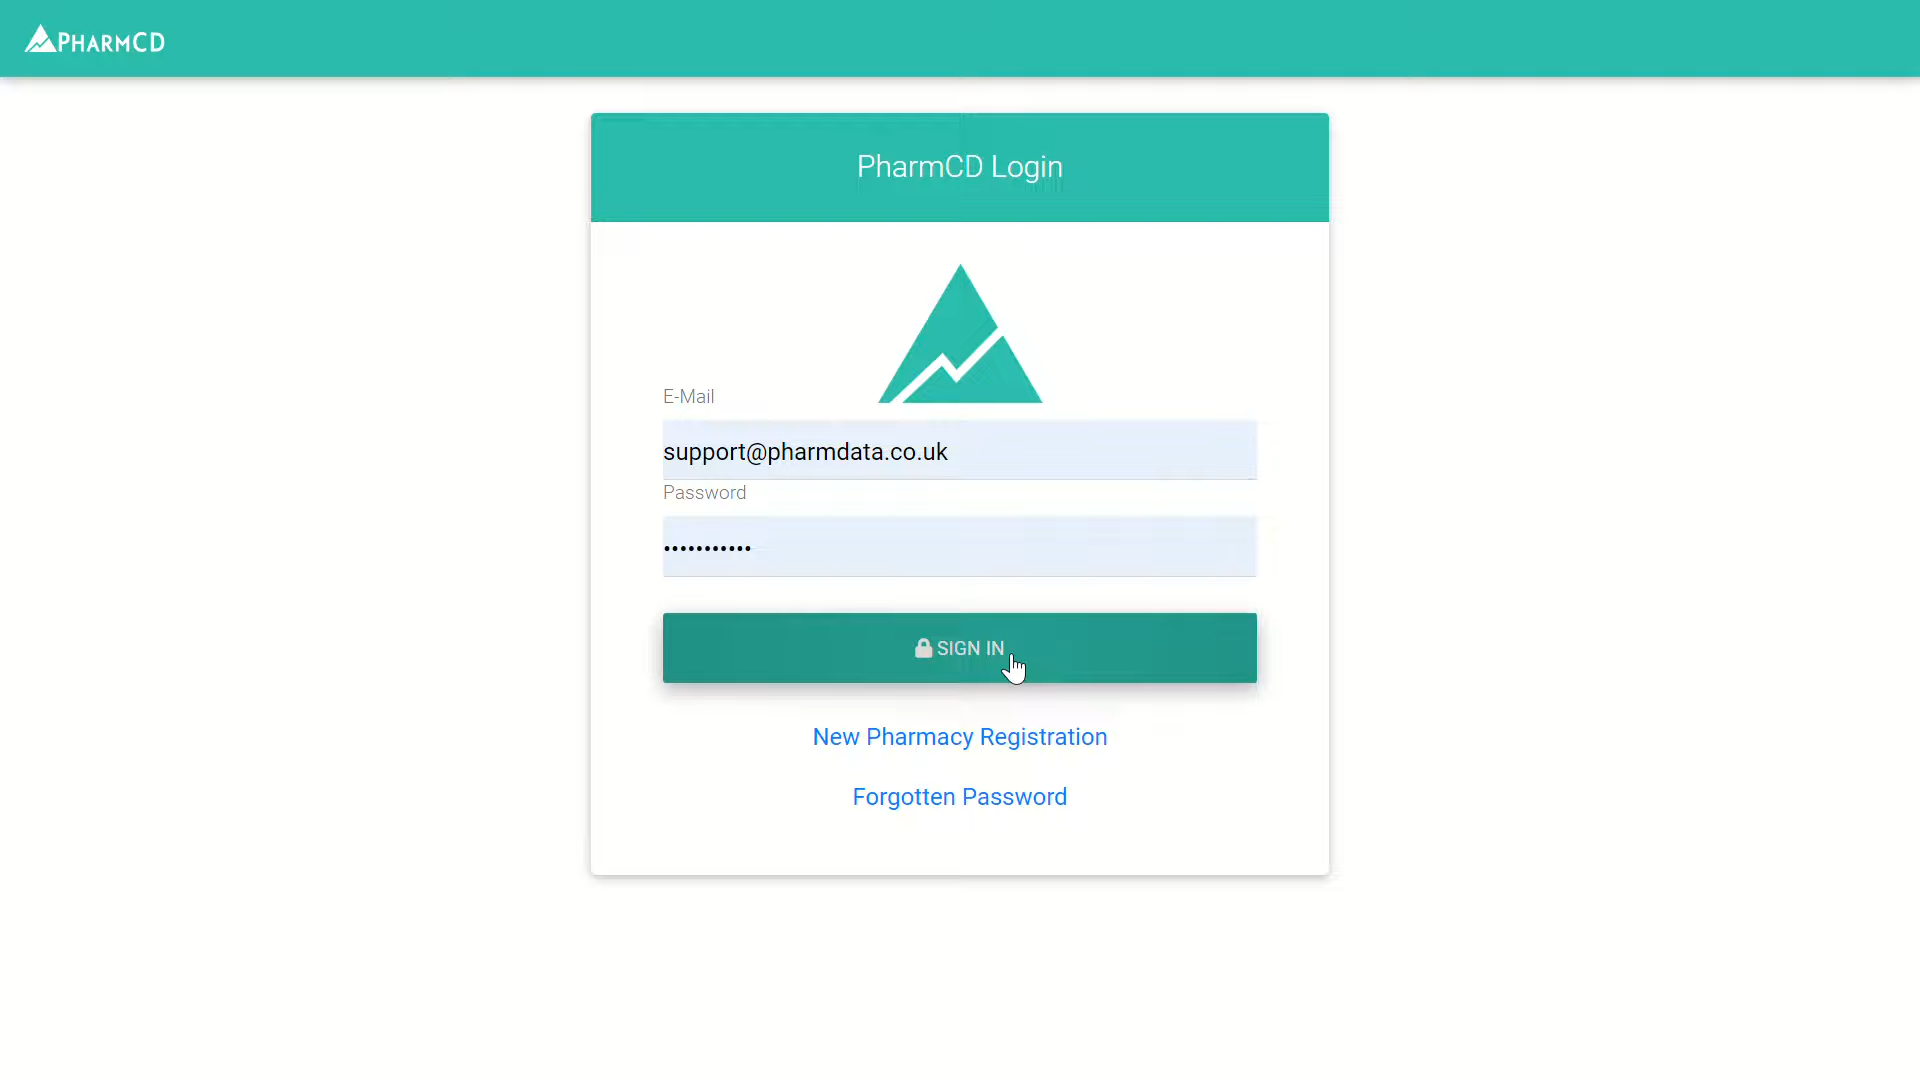 PHARMCD
PharmCD Login
E-Mail
support@pharmdata.co.uk
Password
•••••••••••
SIGN IN
New Pharmacy Registration
Forgotten Password